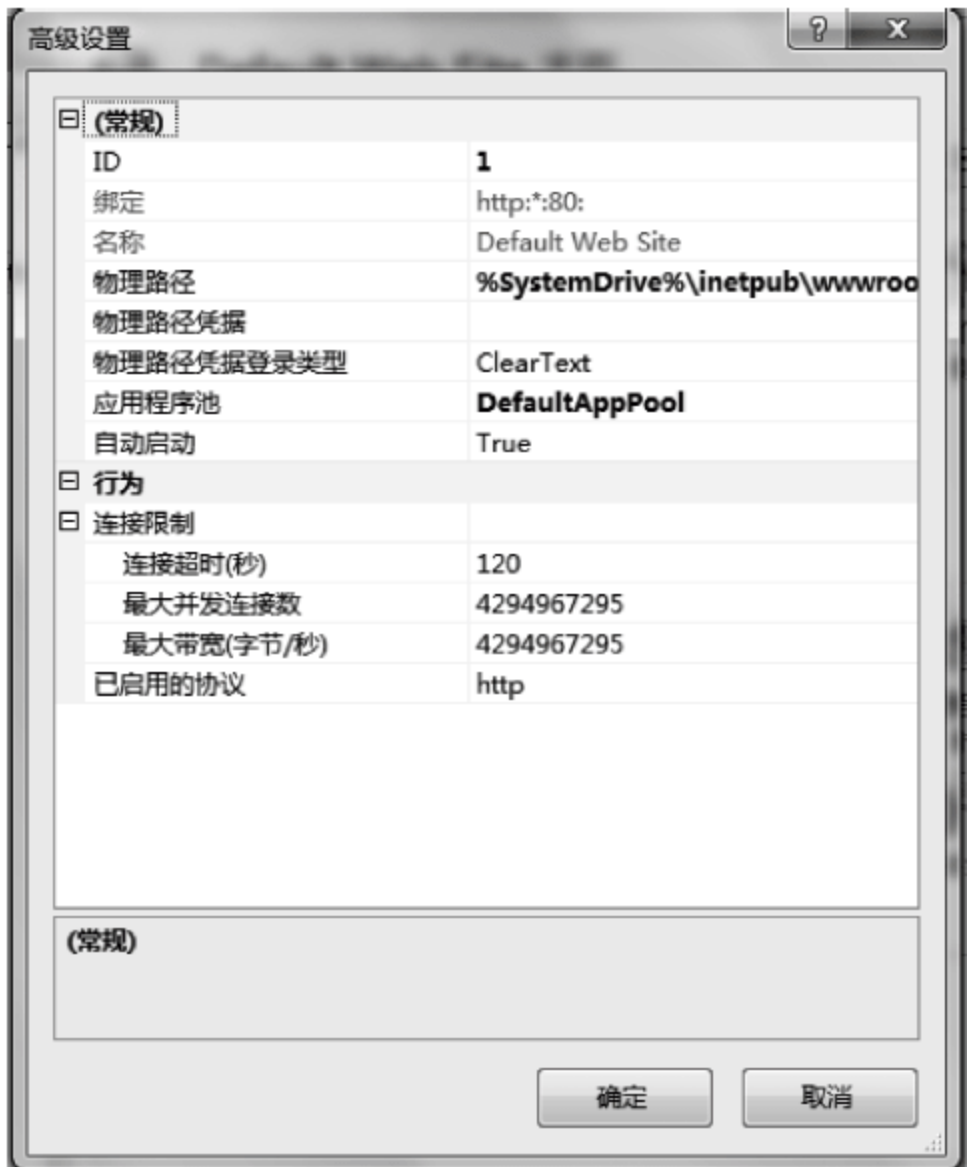 高级设置
(常规)
ID 1
绑定 http:*:80:
名称 Default Web Site
物理路径 %SystemDrive%\inetpub\wwwroo
物理路径凭据
物理路径凭据登录类型 ClearText
应用程序池 DefaultAppPool
自动启动 True
行为
连接限制
连接超时(秒) 120
最大并发连接数 4294967295
最大带宽(字节/秒) 4294967295
已启用的协议 http
(常规)
确定 取消